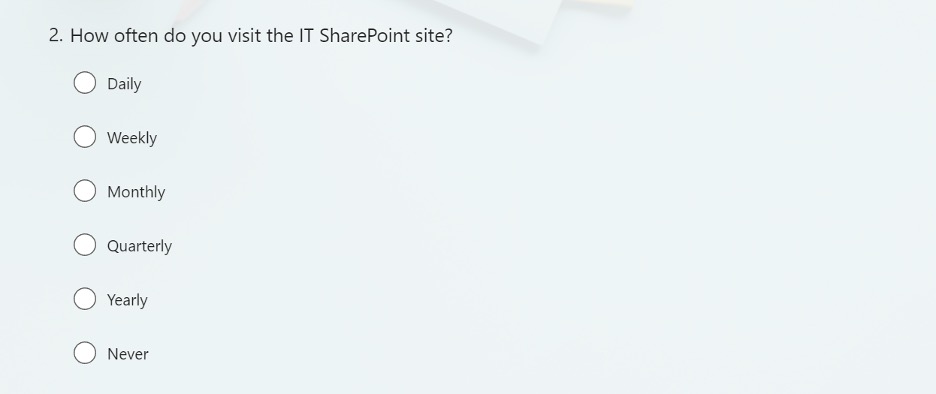 2. How often do you visit the IT SharePoint site?
Daily
Weekly
Monthly
Quarterly
Yearly
Never